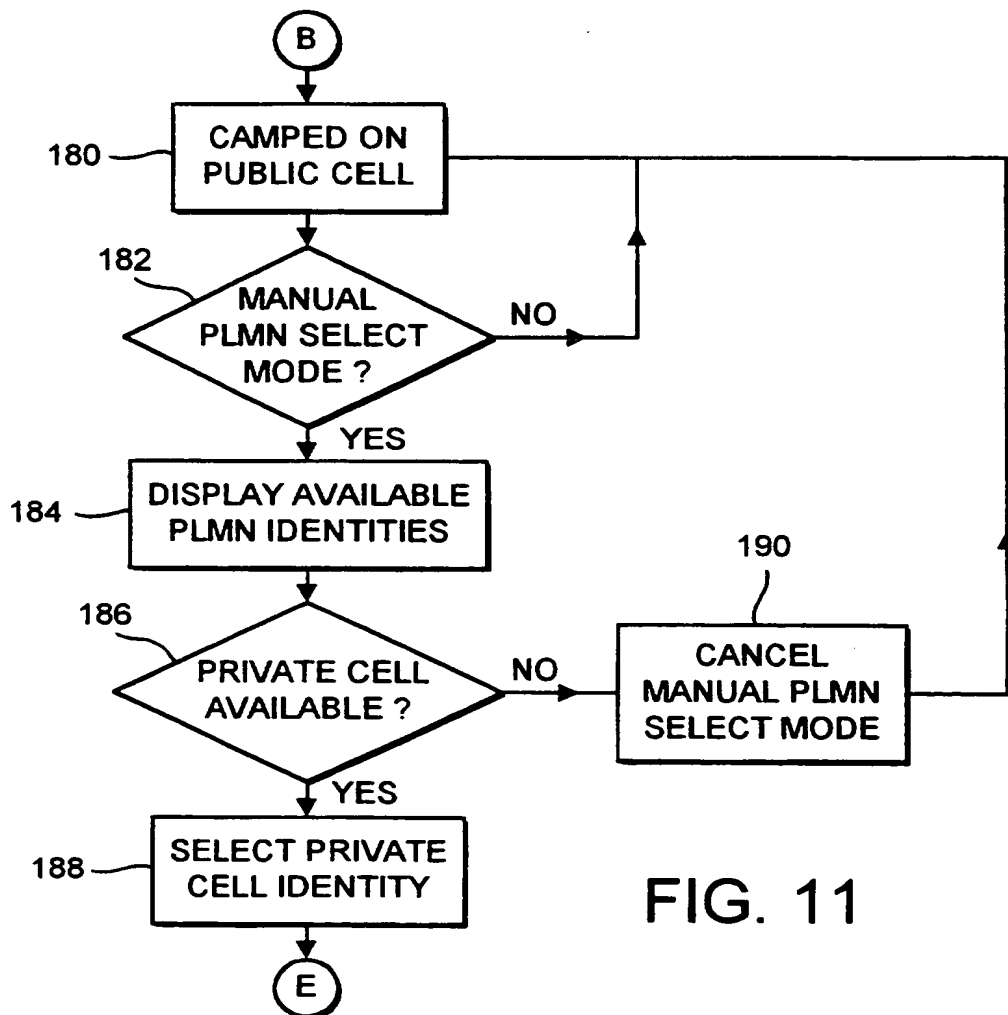 B
180
CAMPED ON
PUBLIC CELL
182
MANUAL
PLMN SELECT
MODE ?
NO
YES
184
DISPLAY AVAILABLE
PLMN IDENTITIES
186
PRIVATE CELL
AVAILABLE ?
NO
190
CANCEL
MANUAL PLMN
SELECT MODE
YES
188
SELECT PRIVATE
CELL IDENTITY
FIG. 11
E